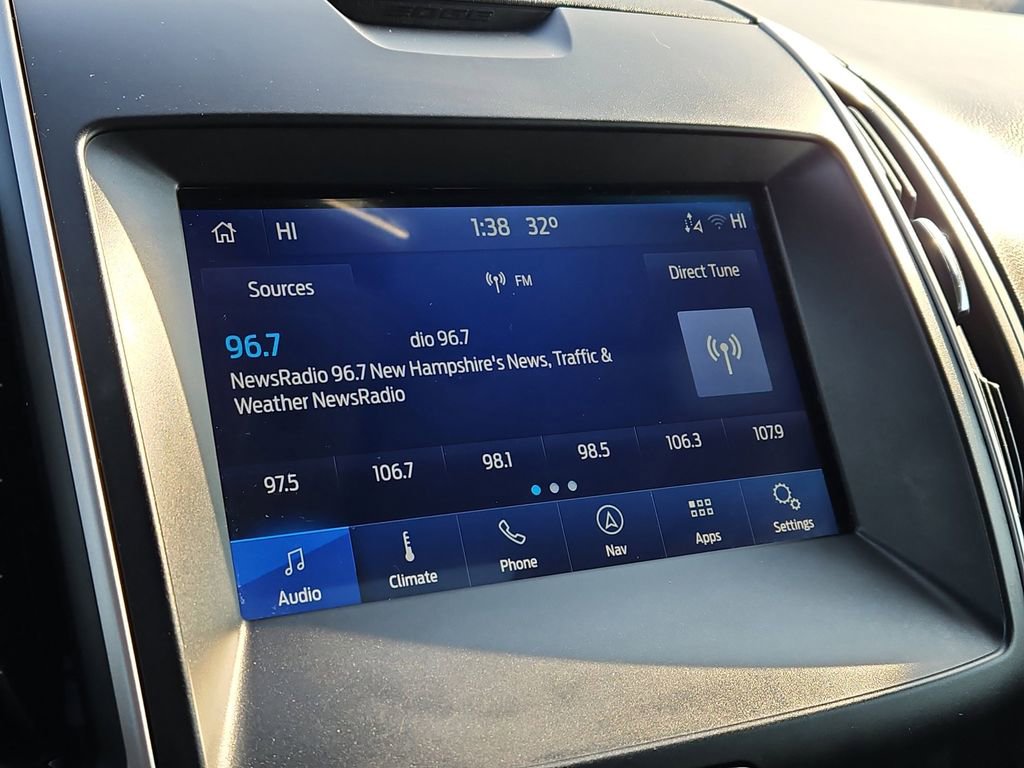 EDGE
HI 1:38 32º HI
Sources FM Direct Tune
96.7 dio 96.7
NewsRadio 96.7 New Hampshire's News, Traffic &
Weather NewsRadio
97.5 106.7 98.1 98.5 106.3 107.9
Audio Climate Phone Nav Apps Settings